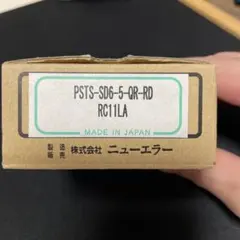 PSTS-SD6-5-QR-RD
RC11LA
MADE IN JAPAN
製造
販売 株式会社 ニューエラー